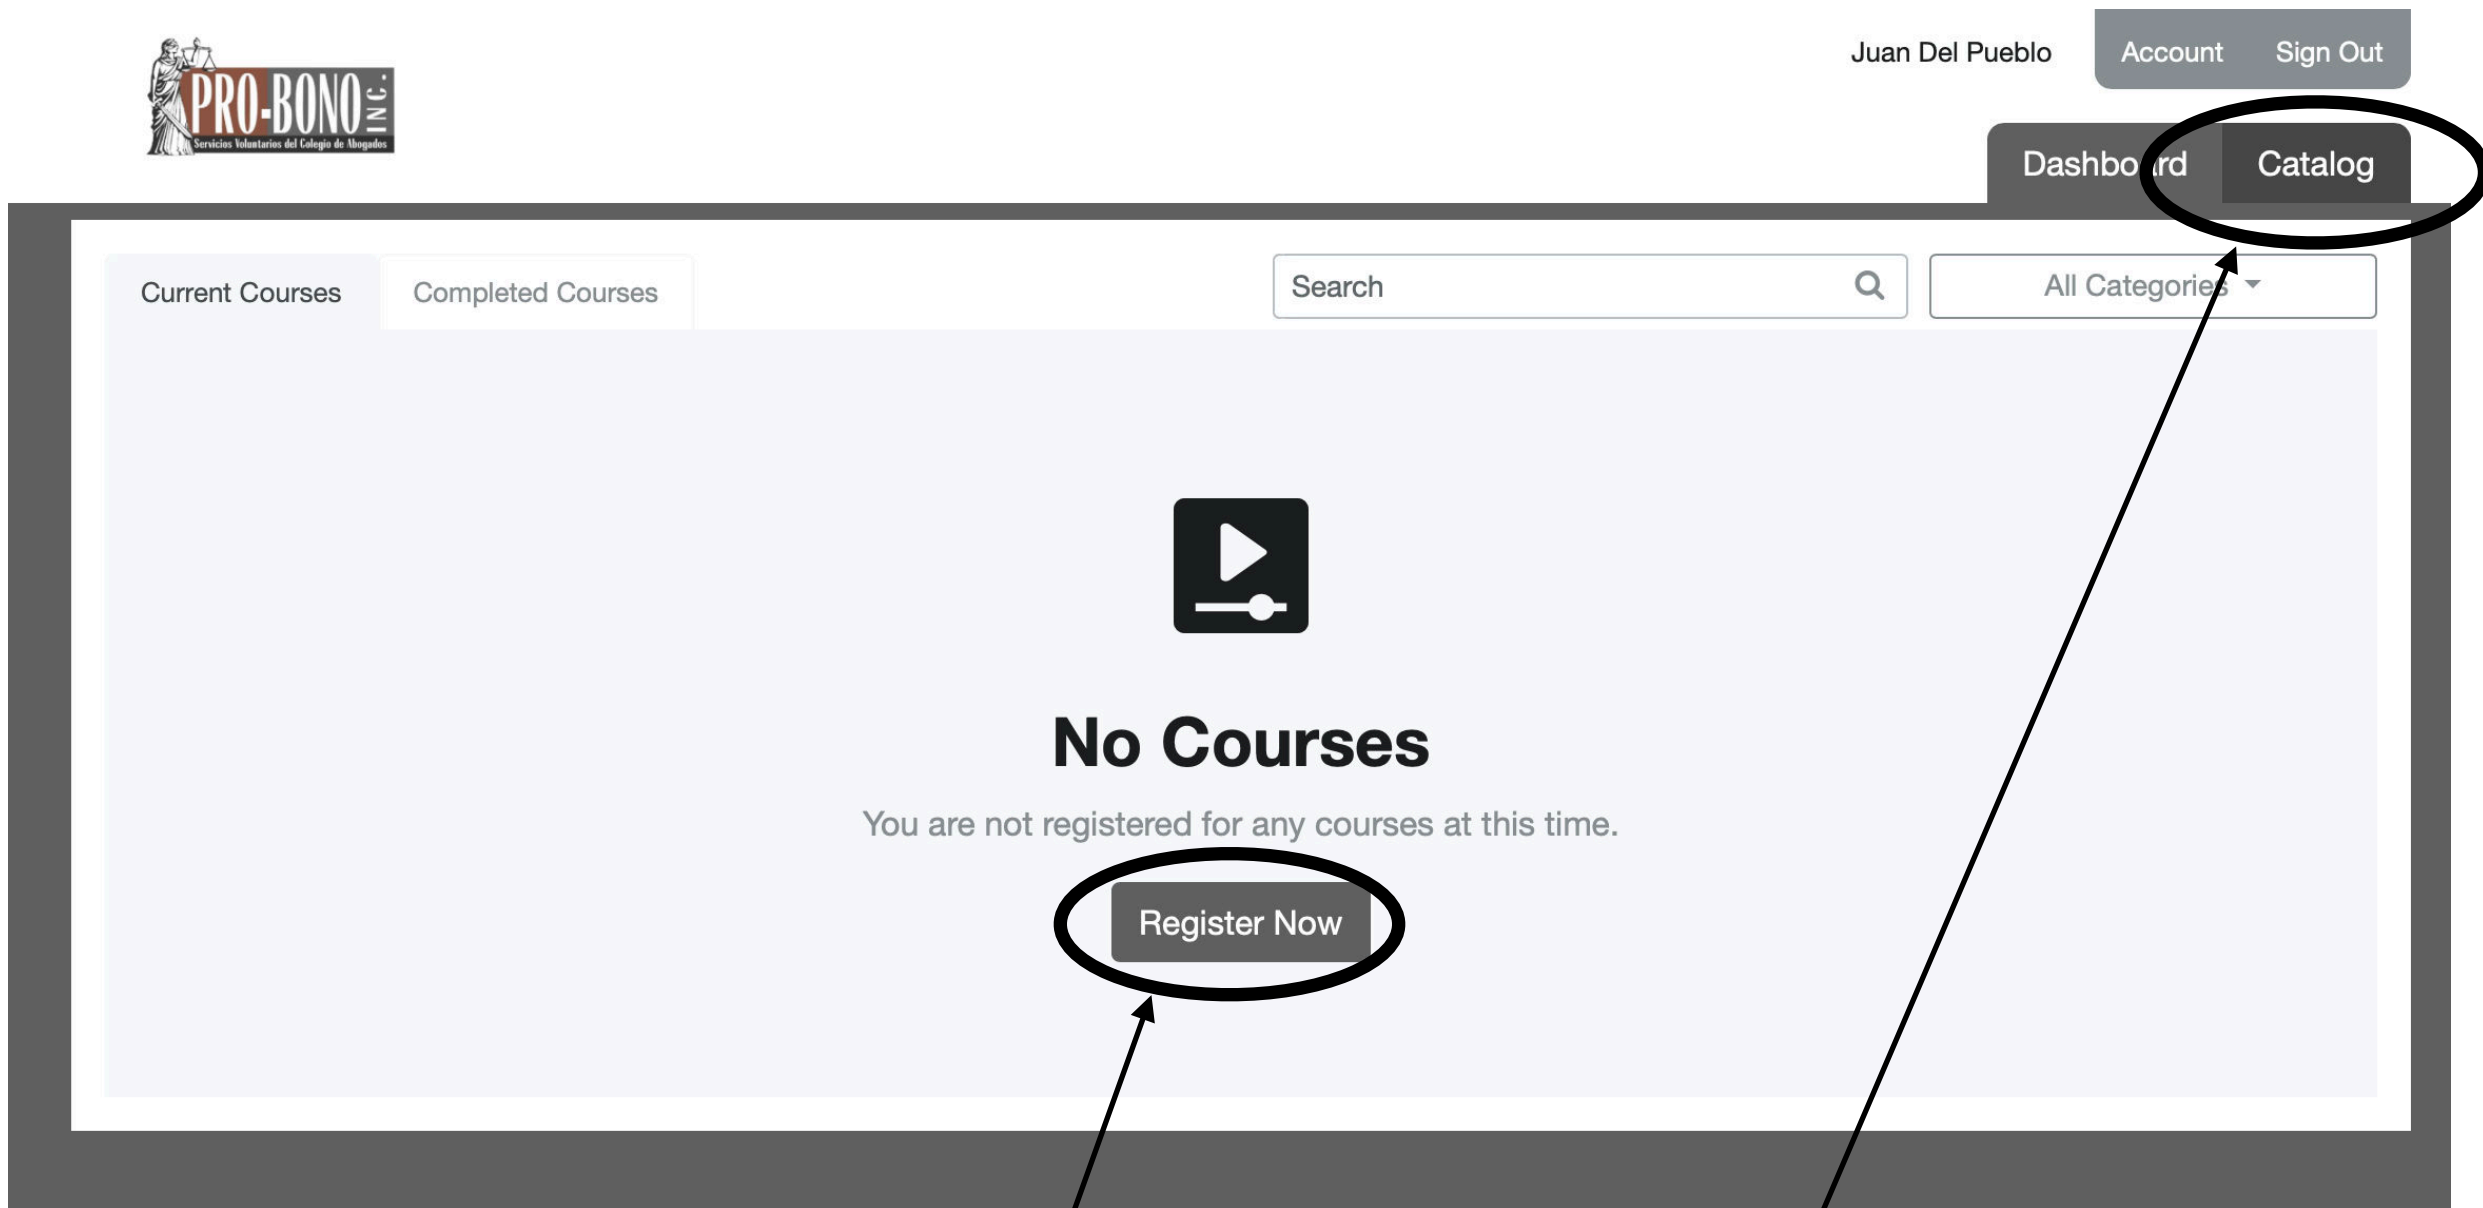 PRO-BONO INC.
Servicios Voluntarios del Colegio de Abogados
Juan Del Pueblo
Account
Sign Out
Dashboard
Catalog
Current Courses
Completed Courses
Search
All Categories
No Courses
You are not registered for any courses at this time.
Register Now